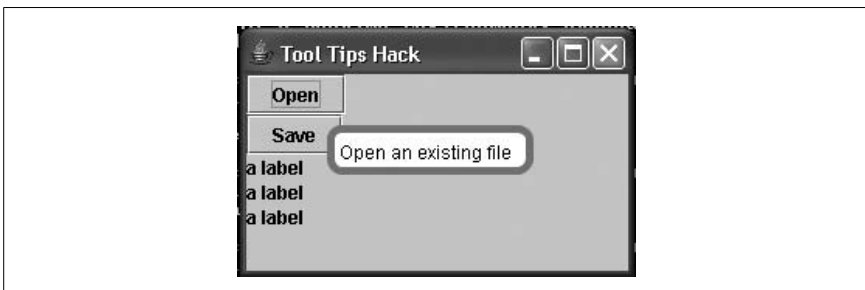 Tool Tips Hack
Open
Save
Open an existing file
a label
a label
a label